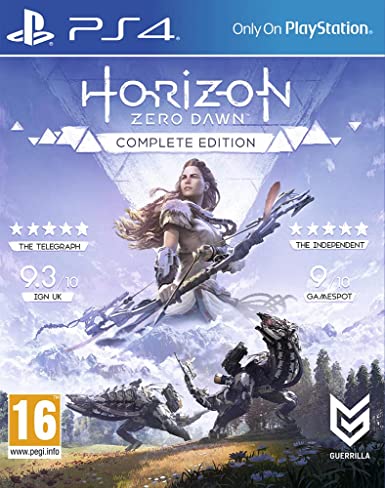 PS4
Only On PlayStation®
HORIZON
ZERO DAWN™
COMPLETE EDITION
THE TELEGRAPH
THE INDEPENDENT
9.3/10
IGN UK
9/10
GAMESPOT
16
www.pegi.info
GUERRILLA